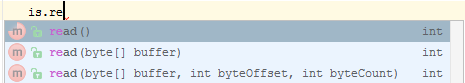 is.re
m read() int
m read(byte[] buffer) int
m read(byte[] buffer, int byteOffset, int byteCount) int